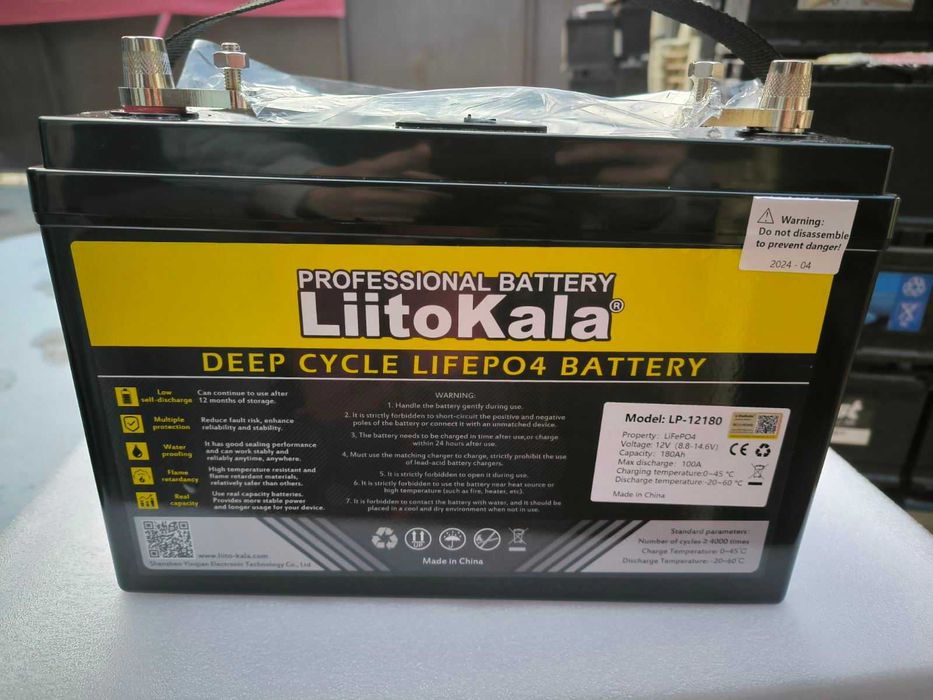 Warning:
Do not disassemble
to prevent danger!
2024 - 04
PROFESSIONAL BATTERY
LiitoKala®
DEEP CYCLE LIFEPO4 BATTERY
Low
self-discharge
Can continue to use after
12 months of storage.
Multiple
protection
Reduce fault risk, enhance
reliability and stability.
Water
proofing
It has good sealing performance
and can work stably and
reliably anytime, anywhere.
Flame
retardancy
High temperature resistant and
flame retardant materials,
relatively safer than others.
Real
capacity
Use real capacity batteries.
Provides more stable power
and longer usage for your device.
WARNING:
1. Handle the battery gently during use.
2. It is strictly forbidden to short-circuit the positive and negative
poles of the battery or connect it with an unmatched device.
3, The battery needs to be charged in time after use,or charge
within 24 hours after use.
4, Must use the matching charger to charge, strictly prohibit the use
of lead-acid battery chargers.
5. It is strictly forbidden to open it during use.
6. It is strictly forbidden to use the battery near heat source or
high temperature (such as fire, heater, etc).
7. It is forbidden to contact the battery with water, and it should be
placed in a cool and dry environment when not in use.
Model: LP-12180
Property: LiFePO4
Voltage: 12V (8.8-14.6V)
Capacity: 180Ah
Max discharge: 100A
Charging temperature:0~45 ℃
Discharge temperature:-20~60 ℃
Made in China
CE
www.liito-kala.com
Shenzhen Yinqian Electronic Technology Co., Ltd
Made in China
Standard parameters
Number of cycles ≥ 4000 times
Charge Temperature: 0~45℃
Discharge Temperature: -20~60℃